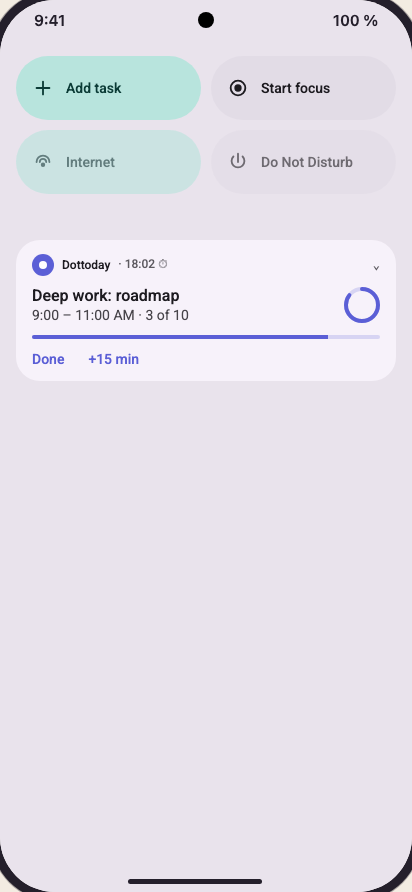 9:41
100 %
Add task
Start focus
Internet
Do Not Disturb
Dottoday · 18:02
Deep work: roadmap
9:00 – 11:00 AM · 3 of 10
Done +15 min